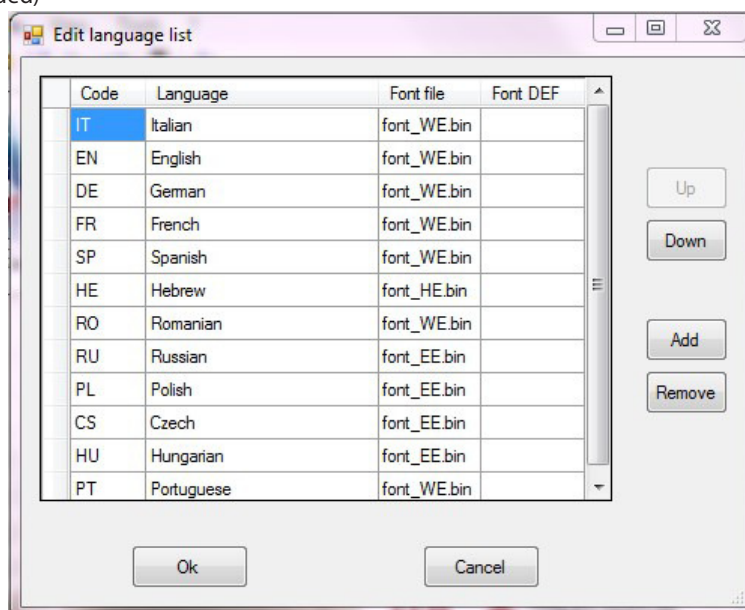 ded)
Edit language list
Code Language Font file Font DEF
IT Italian font_WE.bin
EN English font_WE.bin
DE German font_WE.bin
FR French font_WE.bin
SP Spanish font_WE.bin
HE Hebrew font_HE.bin
RO Romanian font_WE.bin
RU Russian font_EE.bin
PL Polish font_EE.bin
CS Czech font_EE.bin
HU Hungarian font_EE.bin
PT Portuguese font_WE.bin
Up
Down
Add
Remove
Ok Cancel